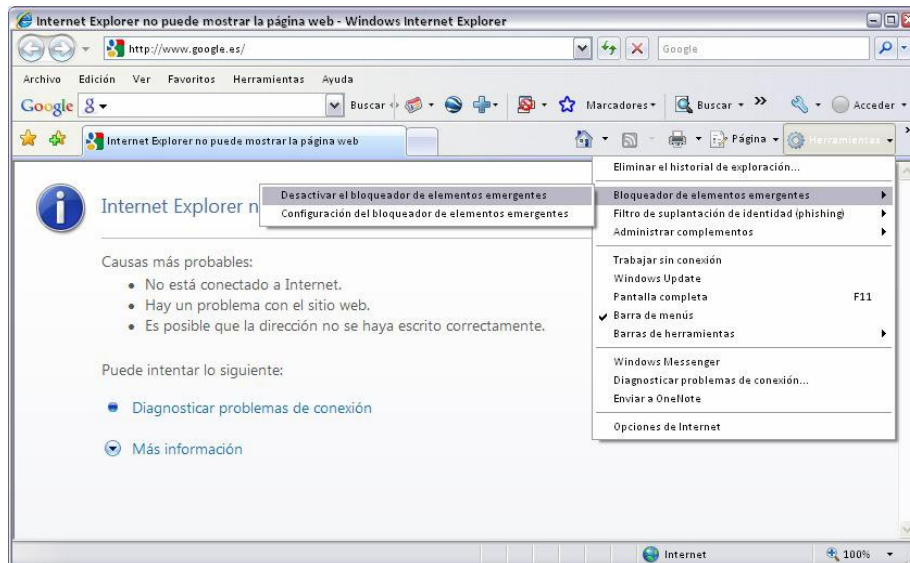 Internet Explorer no puede mostrar la página web - Windows Internet Explorer
http://www.google.es/
Google
Archivo Edición Ver Favoritos Herramientas Ayuda
Google Buscar Marcadores Buscar Acceder
Internet Explorer no puede mostrar la página web
Página Herramientas
Eliminar el historial de exploración...
Bloqueador de elementos emergentes
Filtro de suplantación de identidad (phishing)
Administrar complementos
Trabajar sin conexión
Windows Update
Pantalla completa F11
Barra de menús
Barras de herramientas
Windows Messenger
Diagnosticar problemas de conexión...
Enviar a OneNote
Opciones de Internet
Desactivar el bloqueador de elementos emergentes
Configuración del bloqueador de elementos emergentes
Internet Explorer n
Causas más probables:
No está conectado a Internet.
Hay un problema con el sitio web.
Es posible que la dirección no se haya escrito correctamente.
Puede intentar lo siguiente:
Diagnosticar problemas de conexión
Más información
Internet 100%